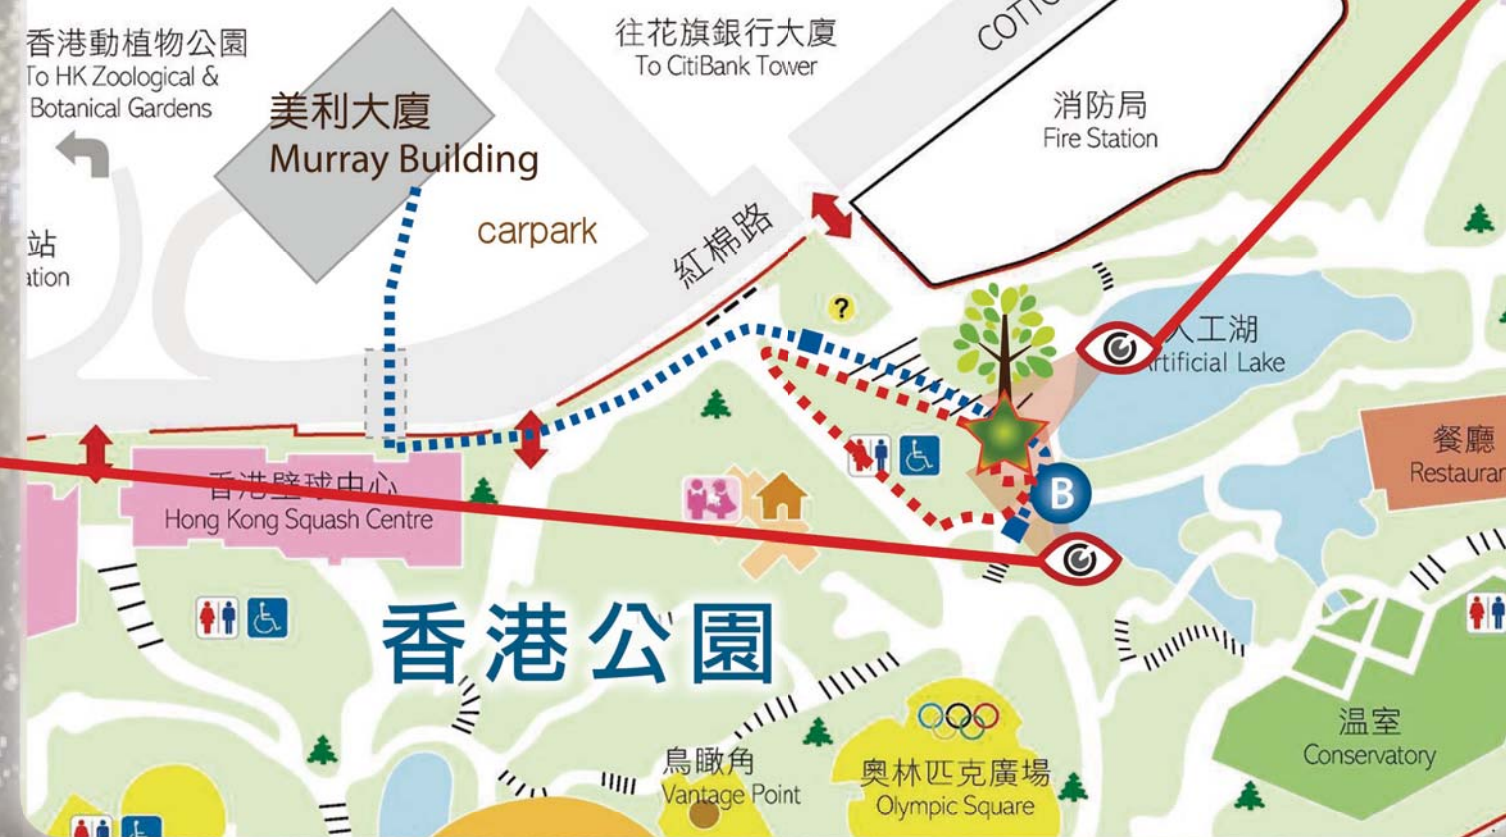 香港動植物公園
To HK Zoological &
Botanical Gardens
美利大廈
Murray Building
往花旗銀行大廈
To CitiBank Tower
消防局
Fire Station
carpark
紅棉路
站
?
人工湖
Artificial Lake
餐廳
香港壁球中心
Hong Kong Squash Centre
B
香港公園
鳥瞰角
Vantage Point
奧林匹克廣場
Olympic Square
温室
Conservatory